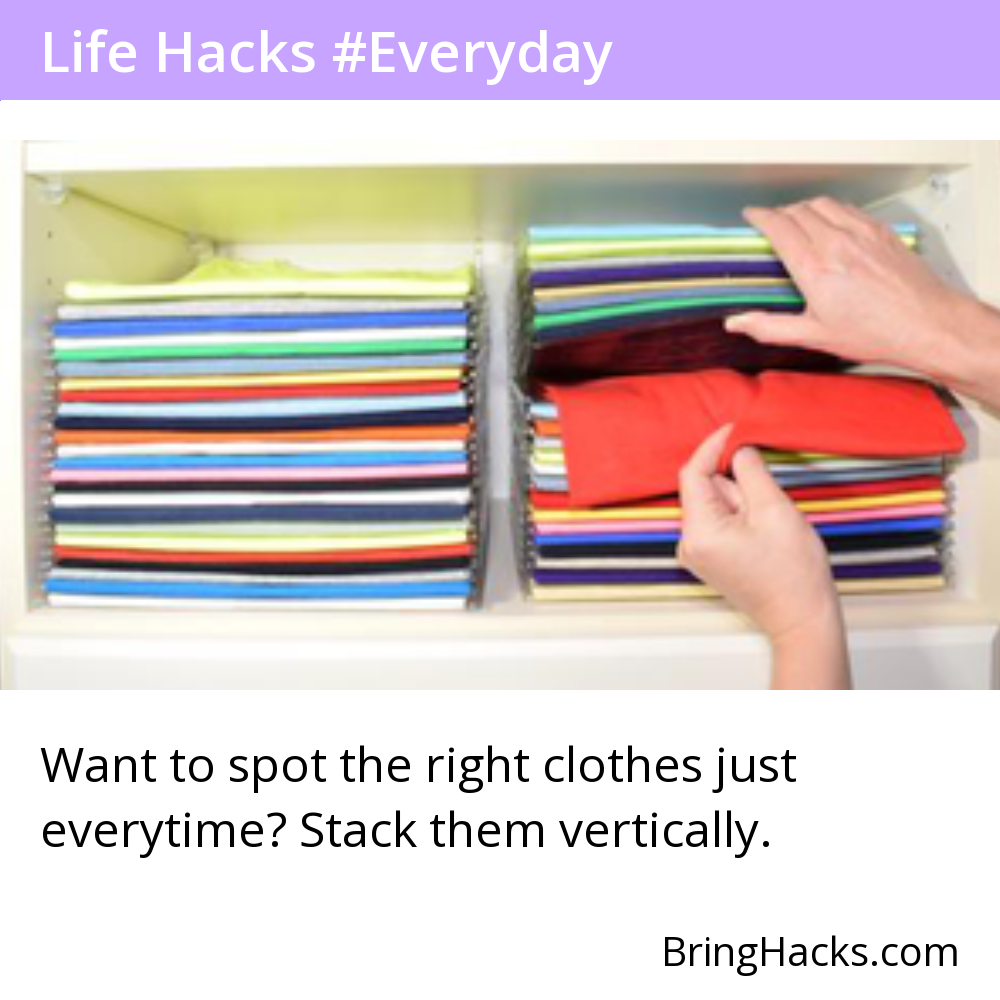 Life Hacks #Everyday
Want to spot the right clothes just
everytime? Stack them vertically.
BringHacks.com